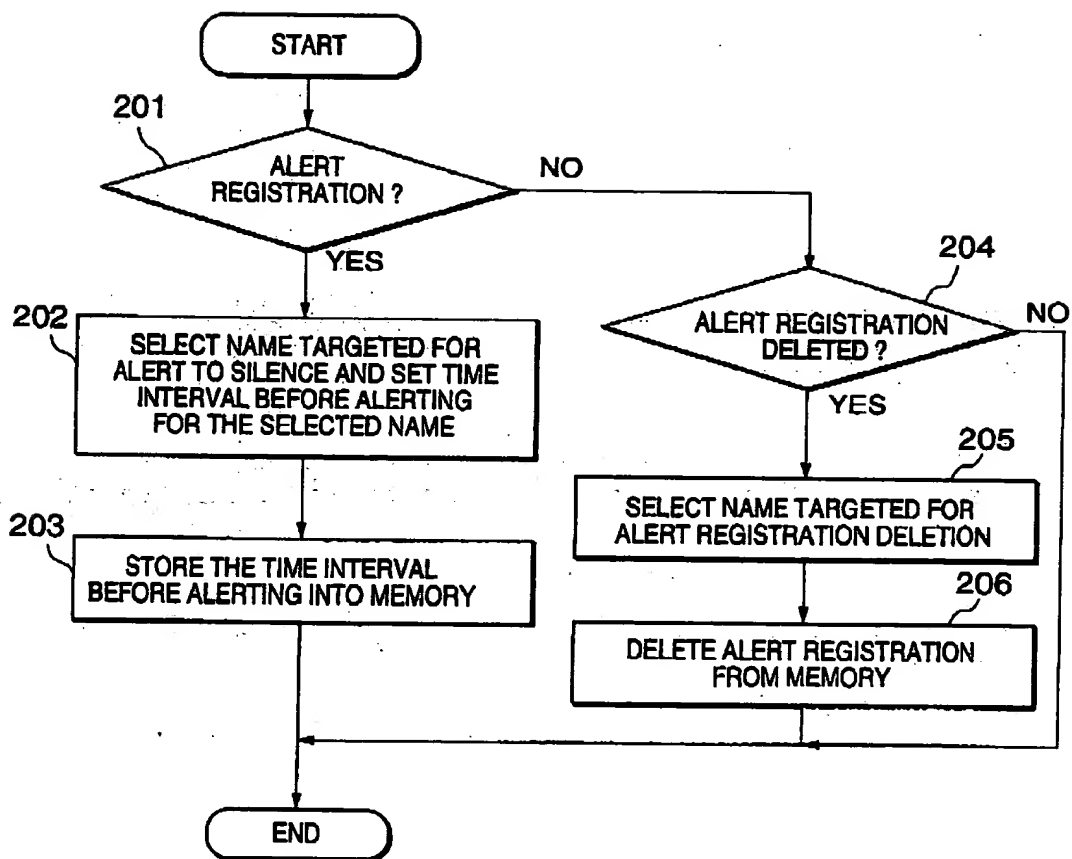 START
201
ALERT
REGISTRATION ?
NO
YES
204
ALERT REGISTRATION
DELETED ?
NO
YES
202
SELECT NAME TARGETED FOR
ALERT TO SILENCE AND SET TIME
INTERVAL BEFORE ALERTING
FOR THE SELECTED NAME
205
SELECT NAME TARGETED FOR
ALERT REGISTRATION DELETION
203
STORE THE TIME INTERVAL
BEFORE ALERTING INTO MEMORY
206
DELETE ALERT REGISTRATION
FROM MEMORY
END